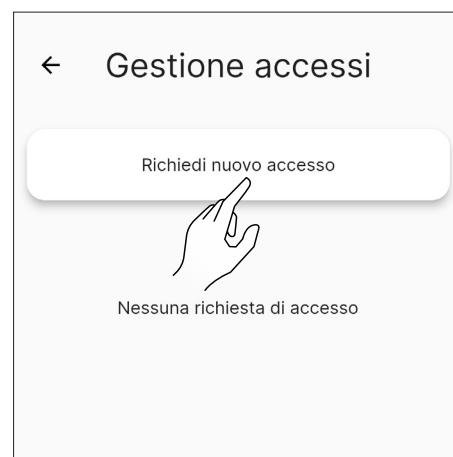 Gestione accessi
Richiedi nuovo accesso
Nessuna richiesta di accesso